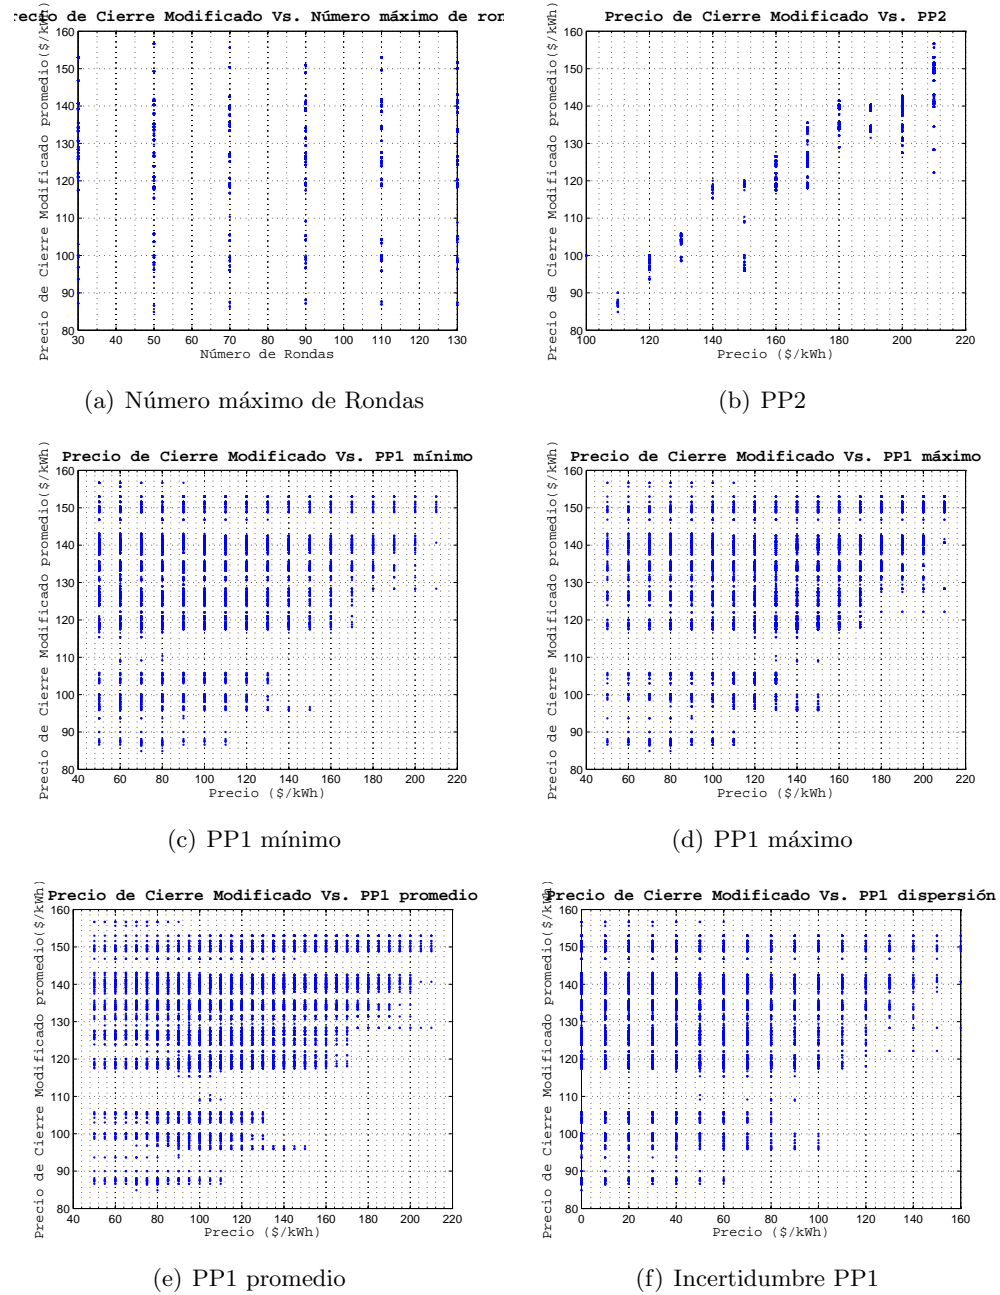 recio de Cierre Modificado Vs. Número máximo de ron
Precio de Cierre Modificado promedio($/kWh)
160
150
140
130
120
110
100
90
80
30 40 50 60 70 80 90 100 110 120 130
Número de Rondas
(a) Número máximo de Rondas
Precio de Cierre Modificado Vs. PP2
Precio de Cierre Modificado promedio($/kWh)
160
150
140
130
120
110
100
90
80
100 120 140 160 180 200 220
Precio ($/kWh)
(b) PP2
Precio de Cierre Modificado Vs. PP1 mínimo
Precio de Cierre Modificado promedio($/kWh)
160
150
140
130
120
110
100
90
80
40 60 80 100 120 140 160 180 200 220
Precio ($/kWh)
(c) PP1 mínimo
Precio de Cierre Modificado Vs. PP1 máximo
Precio de Cierre Modificado promedio($/kWh)
160
150
140
130
120
110
100
90
80
40 60 80 100 120 140 160 180 200 220
Precio ($/kWh)
(d) PP1 máximo
Precio de Cierre Modificado Vs. PP1 promedio
Precio de Cierre Modificado promedio($/kWh)
160
150
140
130
120
110
100
90
80
40 60 80 100 120 140 160 180 200 220
Precio ($/kWh)
(e) PP1 promedio
Precio de Cierre Modificado Vs. PP1 dispersión
Precio de Cierre Modificado promedio($/kWh)
160
150
140
130
120
110
100
90
80
0 20 40 60 80 100 120 140 160
Precio ($/kWh)
(f) Incertidumbre PP1